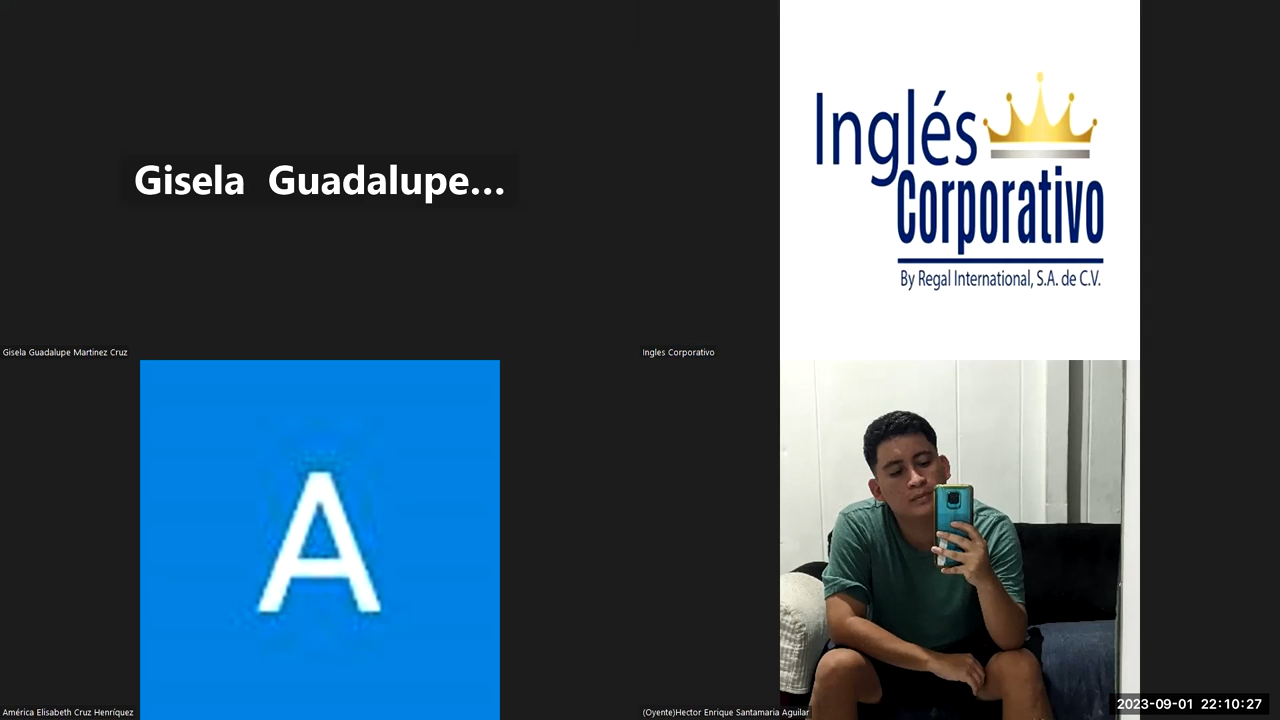 Gisela Guadalupe...
Gisela Guadalupe Martinez Cruz
Inglés
Corporativo
By Regal International, S.A. de C.V.
Ingles Corporativo
A
América Elisabeth Cruz Henríquez
(Oyente)Hector Enrique Santamaria Aguilar
2023-09-01 22:10:27